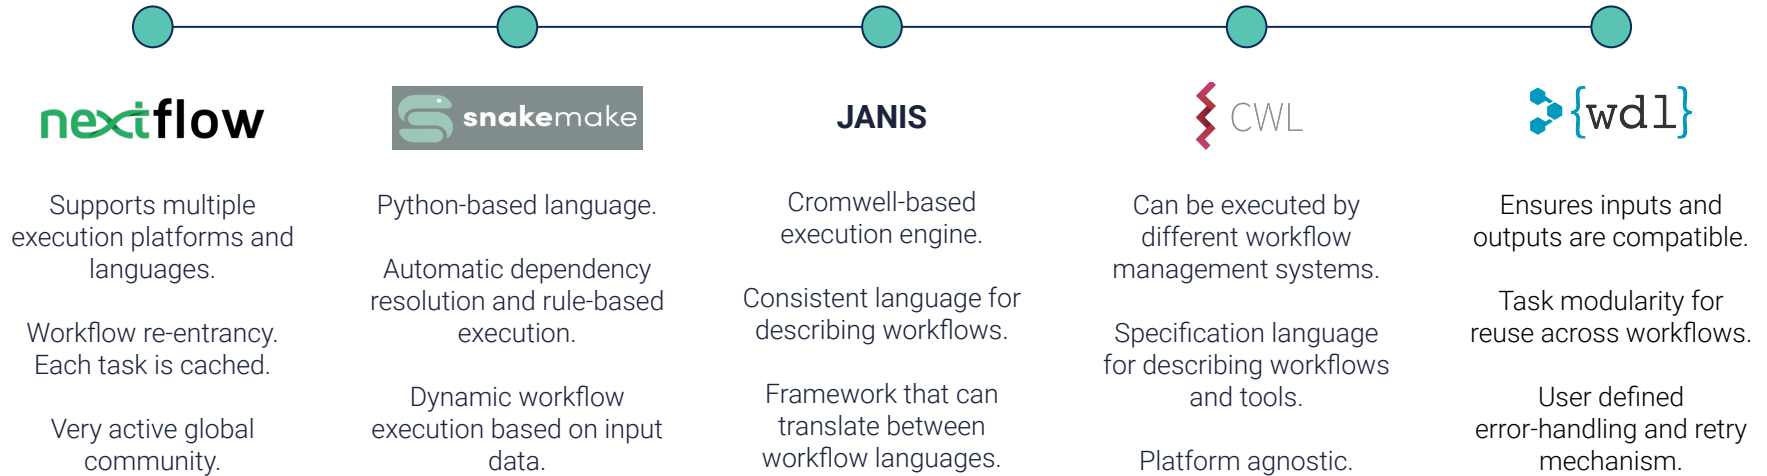 nextflow
Supports multiple
execution platforms and
languages.
Workflow re-entrancy.
Each task is cached.
Very active global
community.
snakemake
Python-based language.
Automatic dependency
resolution and rule-based
execution.
Dynamic workflow
execution based on input
data.
JANIS
Cromwell-based
execution engine.
Consistent language for
describing workflows.
Framework that can
translate between
workflow languages.
CWL
Can be executed by
different workflow
management systems.
Specification language
for describing workflows
and tools.
Platform agnostic.
{wdl}
Ensures inputs and
outputs are compatible.
Task modularity for
reuse across workflows.
User defined
error-handling and retry
mechanism.